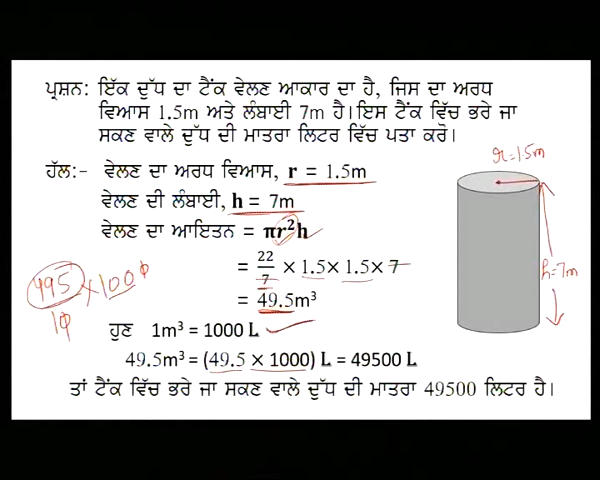 ਪ੍ਰਸ਼ਨ: ਇੱਕ ਦੁੱਧ ਦਾ ਟੈਂਕ ਵੇਲਣ ਆਕਾਰ ਦਾ ਹੈ, ਜਿਸ ਦਾ ਅਰਧ
ਵਿਆਸ 1.5m ਅਤੇ ਲੰਬਾਈ 7m ਹੈ। ਇਸ ਟੈਂਕ ਵਿੱਚ ਭਰੇ ਜਾ
ਸਕਣ ਵਾਲੇ ਦੁੱਧ ਦੀ ਮਾਤਰਾ ਲਿਟਰ ਵਿੱਚ ਪਤਾ ਕਰੋ।
r=1.5m
ਹੱਲ:- ਵੇਲਣ ਦਾ ਅਰਧ ਵਿਆਸ, r = 1.5m
ਵੇਲਣ ਦੀ ਲੰਬਾਈ, h = 7m
ਵੇਲਣ ਦਾ ਆਇਤਨ = πr²h
= 22/7 × 1.5 × 1.5 × 7
h=7m
495/10 × 1000
= 49.5m³
ਹੁਣ 1m³ = 1000 L
49.5m³ = (49.5 × 1000) L = 49500 L
ਤਾਂ ਟੈਂਕ ਵਿੱਚ ਭਰੇ ਜਾ ਸਕਣ ਵਾਲੇ ਦੁੱਧ ਦੀ ਮਾਤਰਾ 49500 ਲਿਟਰ ਹੈ।